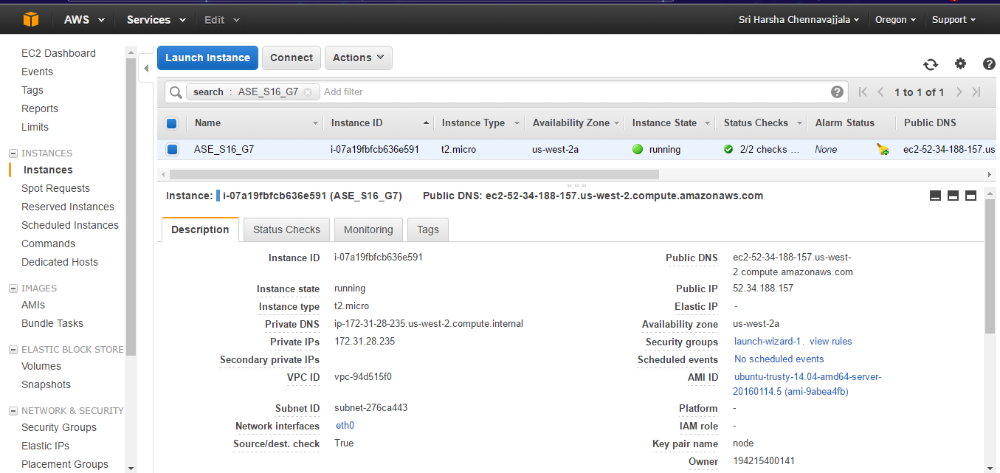 AWS Services Edit Sri Harsha Chennavajjala Oregon Support
EC2 Dashboard
Events
Tags
Reports
Limits
INSTANCES
Instances
Spot Requests
Reserved Instances
Scheduled Instances
Commands
Dedicated Hosts
IMAGES
AMIs
Bundle Tasks
ELASTIC BLOCK STORE
Volumes
Snapshots
NETWORK & SECURITY
Security Groups
Elastic IPs
Placement Groups
Launch Instance Connect Actions
search : ASE_S16_G7 Add filter 1 to 1 of 1
Name Instance ID Instance Type Availability Zone Instance State Status Checks Alarm Status Public DNS
ASE_S16_G7 i-07a19fbfcb636e591 t2.micro us-west-2a running 2/2 checks ... None ec2-52-34-188-157.us-
Instance: i-07a19fbfcb636e591 (ASE_S16_G7) Public DNS: ec2-52-34-188-157.us-west-2.compute.amazonaws.com
Description Status Checks Monitoring Tags
Instance ID i-07a19fbfcb636e591
Instance state running
Instance type t2.micro
Private DNS ip-172-31-28-235.us-west-2.compute.internal
Private IPs 172.31.28.235
Secondary private IPs
VPC ID vpc-94d515f0
Subnet ID subnet-276ca443
Network interfaces eth0
Source/dest. check True
Public DNS ec2-52-34-188-157.us-west-
2.compute.amazonaws.com
Public IP 52.34.188.157
Elastic IP -
Availability zone us-west-2a
Security groups launch-wizard-1. view rules
Scheduled events No scheduled events
AMI ID ubuntu-trusty-14.04-amd64-server-
20160114.5 (ami-9abea4fb)
Platform -
IAM role -
Key pair name node
Owner 194215400141